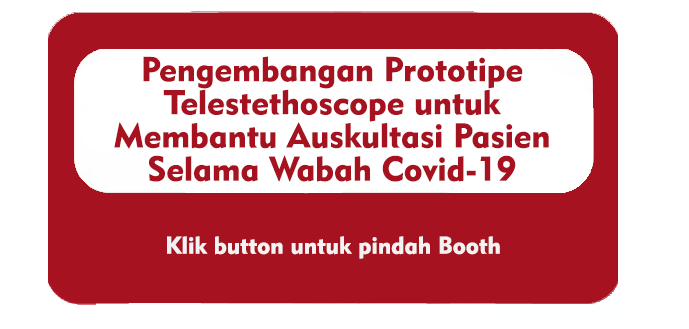 Pengembangan Prototipe
Telestethoscope untuk
Membantu Auskultasi Pasien
Selama Wabah Covid-19
Klik button untuk pindah Booth